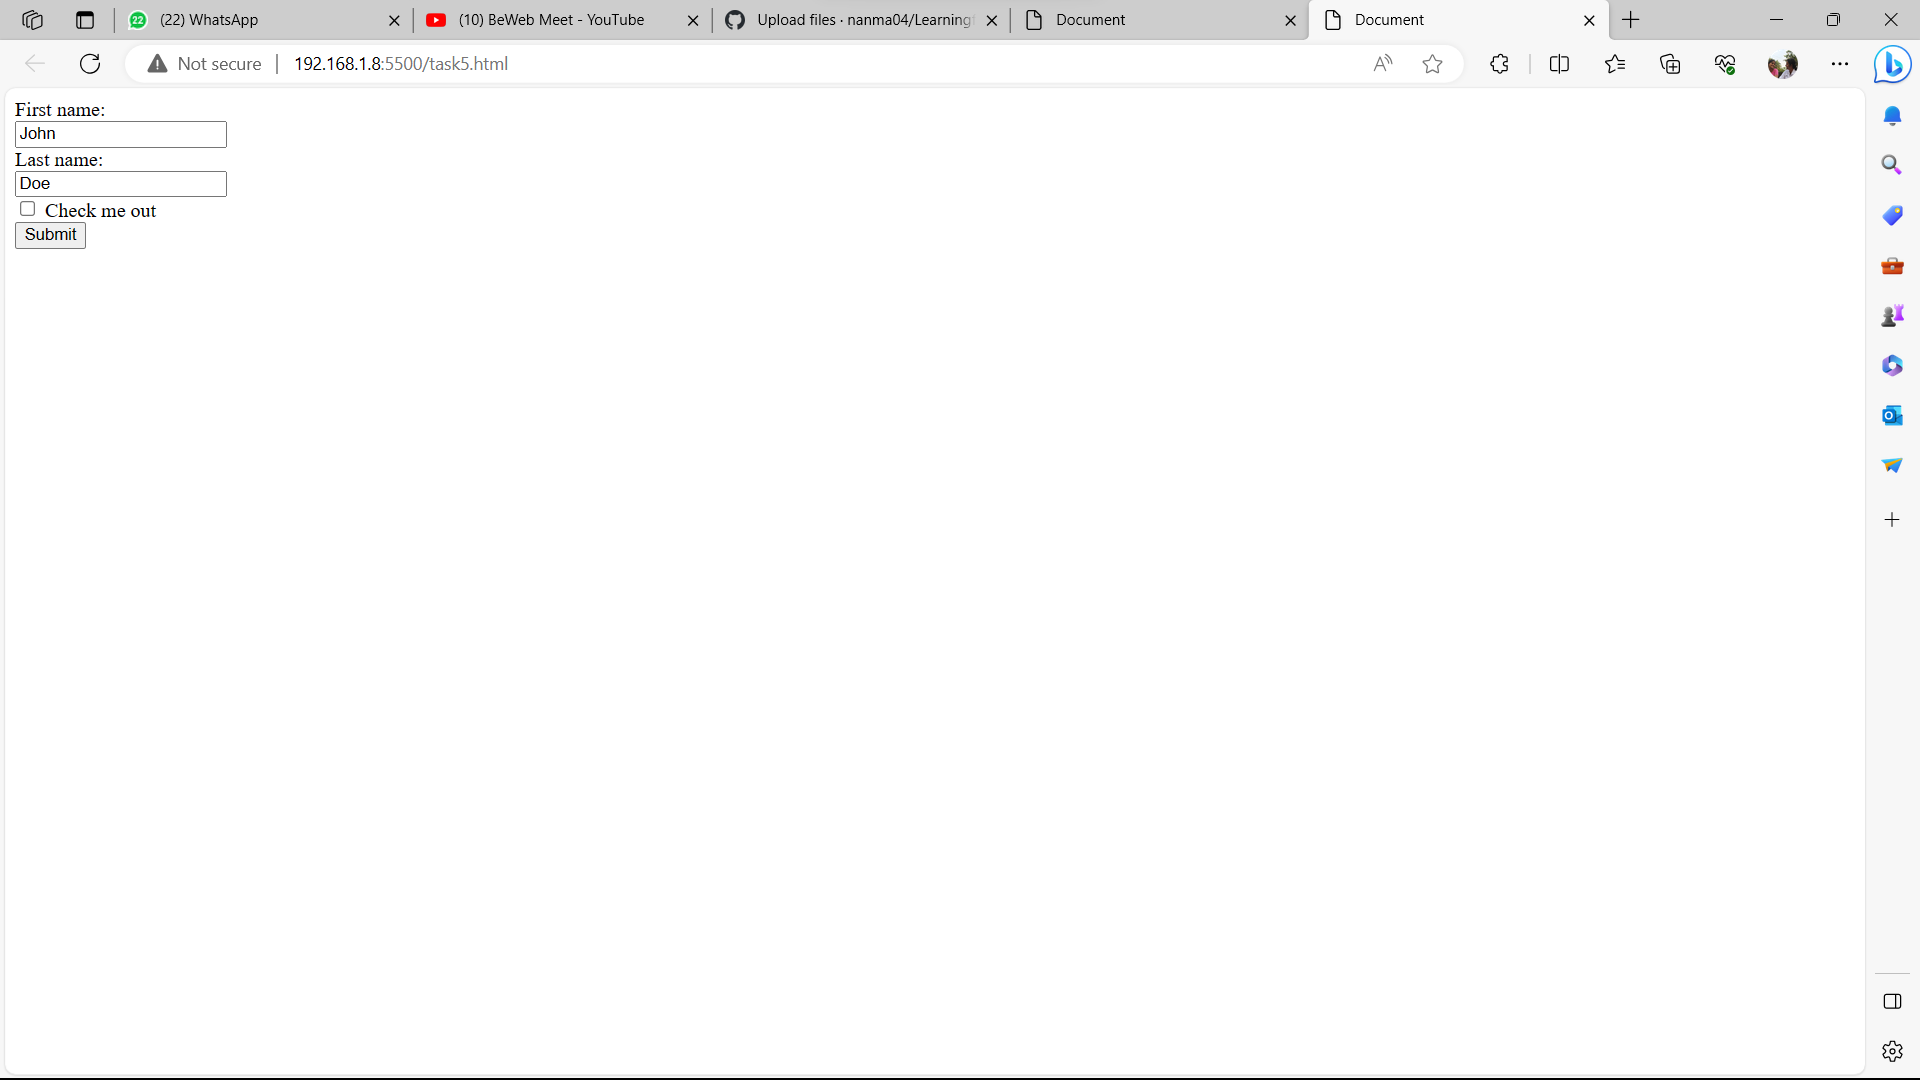 22 (22) WhatsApp
(10) BeWeb Meet - YouTube
Upload files · nanma04/Learning
Document
Document
Not secure
192.168.1.8:5500/task5.html
First name:
John
Last name:
Doe
Check me out
Submit